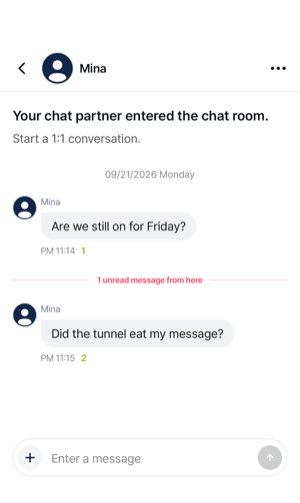 Mina
Your chat partner entered the chat room.
Start a 1:1 conversation.
09/21/2026 Monday
Mina
Are we still on for Friday?
PM 11:14 1
1 unread message from here
Mina
Did the tunnel eat my message?
PM 11:15 2
Enter a message